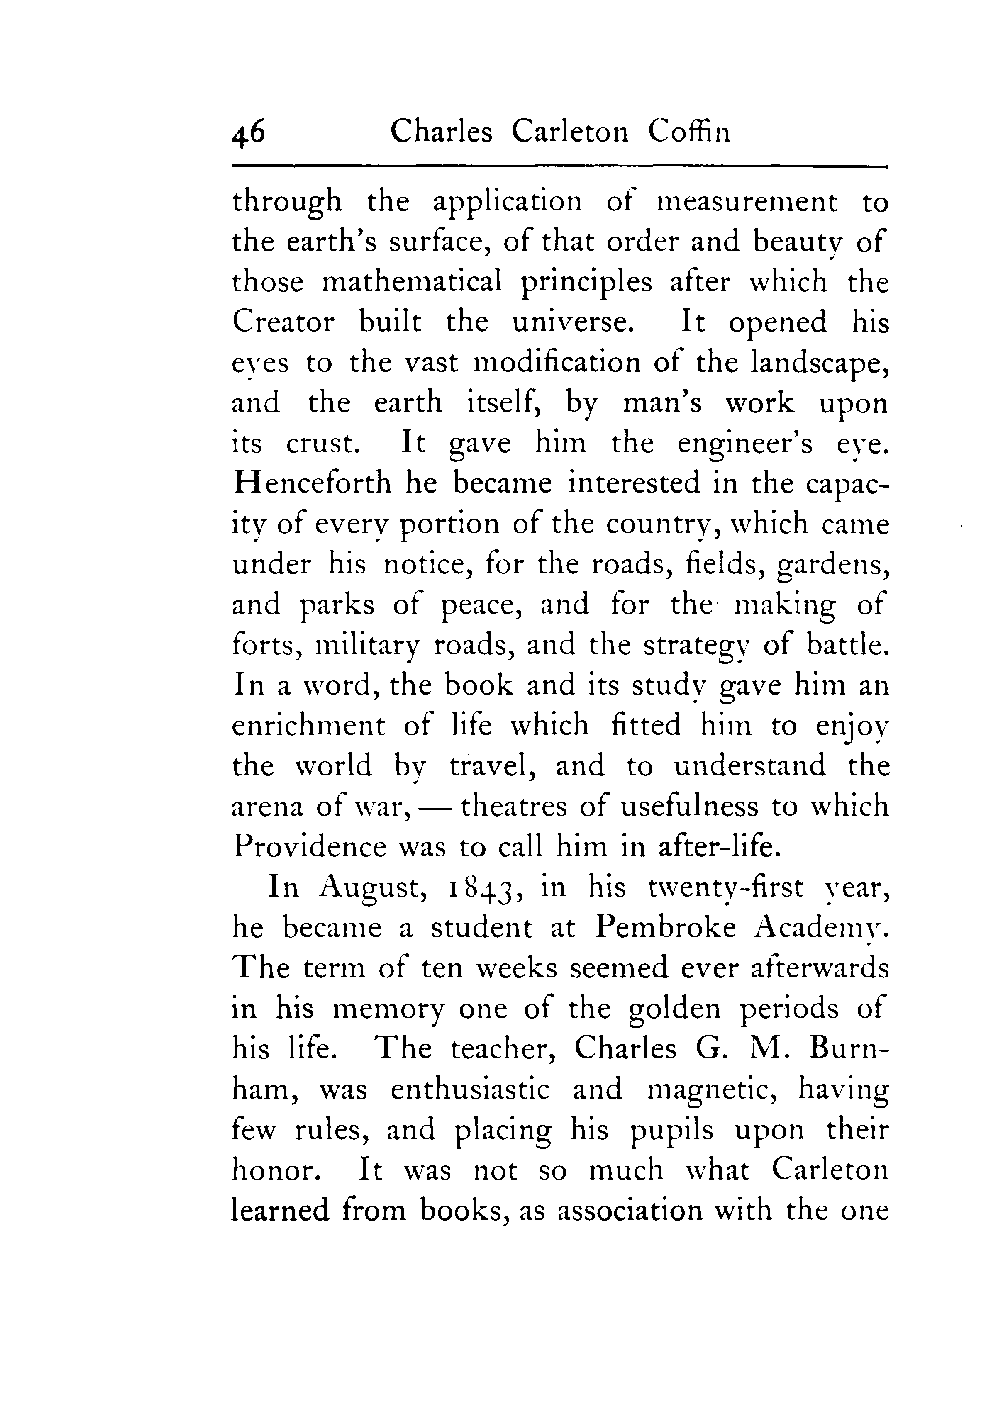 46 Charles Carleton Coffin
through the application of measurement to
the earth's surface, of that order and beauty of
those mathematical principles after which the
Creator built the universe. It opened his
eyes to the vast modification of the landscape,
and the earth itself, by man's work upon
its crust. It gave him the engineer's eye.
Henceforth he became interested in the capac-
ity of every portion of the country, which came
under his notice, for the roads, fields, gardens,
and parks of peace, and for the making of
forts, military roads, and the strategy of battle.
In a word, the book and its study gave him an
enrichment of life which fitted him to enjoy
the world by travel, and to understand the
arena of war, — theatres of usefulness to which
Providence was to call him in after-life.
In August, 1843, in his twenty-first year,
he became a student at Pembroke Academy.
The term of ten weeks seemed ever afterwards
in his memory one of the golden periods of
his life. The teacher, Charles G. M. Burn-
ham, was enthusiastic and magnetic, having
few rules, and placing his pupils upon their
honor. It was not so much what Carleton
learned from books, as association with the one